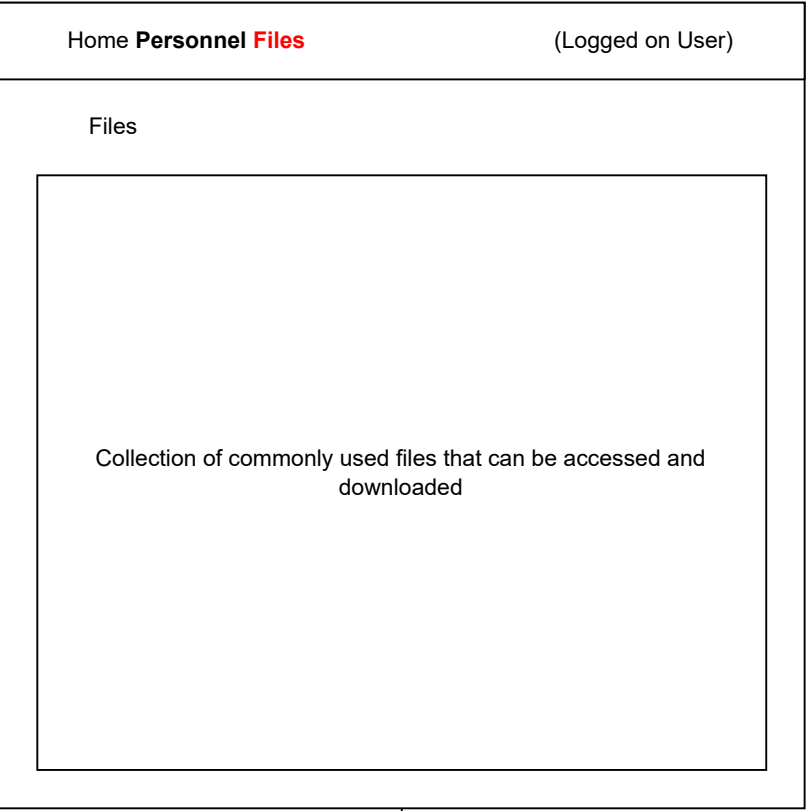 Home Personnel Files (Logged on User)
Files
Collection of commonly used files that can be accessed and
downloaded